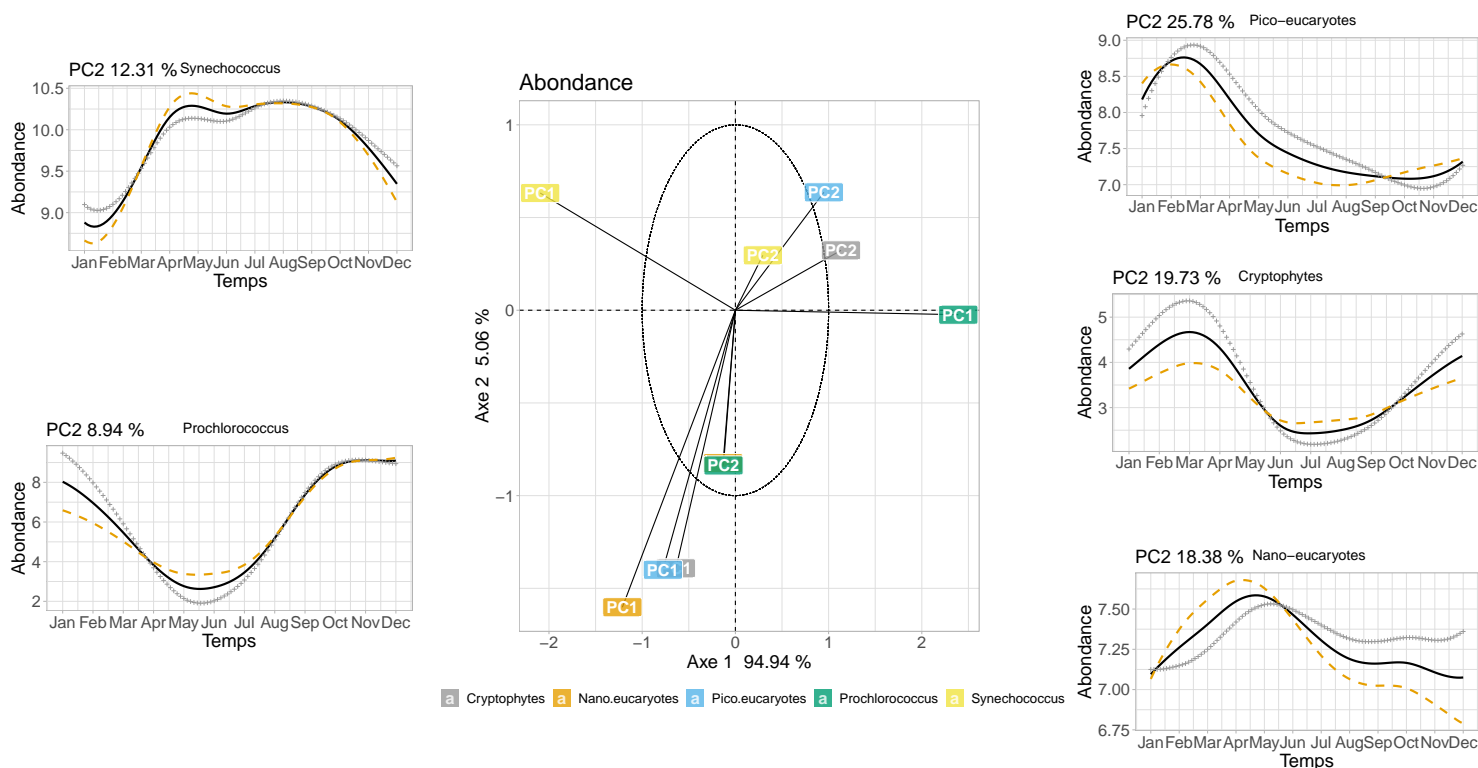 PC2 12.31 % Synechococcus
Abondance
10.5
10.0
9.5
9.0
Jan Feb Mar Apr May Jun Jul Aug Sep Oct Nov Dec
Temps
PC2 8.94 % Prochlorococcus
Abondance
8
6
4
2
Jan Feb Mar Apr May Jun Jul Aug Sep Oct Nov Dec
Temps
Abondance
Axe 2 5.06 %
1
0
−1
PC1
PC2
PC2
PC2
PC1
PC2
PC1 1
PC1
−2 −1 0 1 2
Axe 1 94.94 %
a Cryptophytes a Nano.eucaryotes a Pico.eucaryotes a Prochlorococcus a Synechococcus
PC2 25.78 % Pico−eucaryotes
Abondance
9.0
8.5
8.0
7.5
7.0
Jan Feb Mar Apr May Jun Jul Aug Sep Oct Nov Dec
Temps
PC2 19.73 % Cryptophytes
Abondance
5
4
3
Jan Feb Mar Apr May Jun Jul Aug Sep Oct Nov Dec
Temps
PC2 18.38 % Nano−eucaryotes
Abondance
7.50
7.25
7.00
6.75
Jan Feb Mar Apr May Jun Jul Aug Sep Oct Nov Dec
Temps